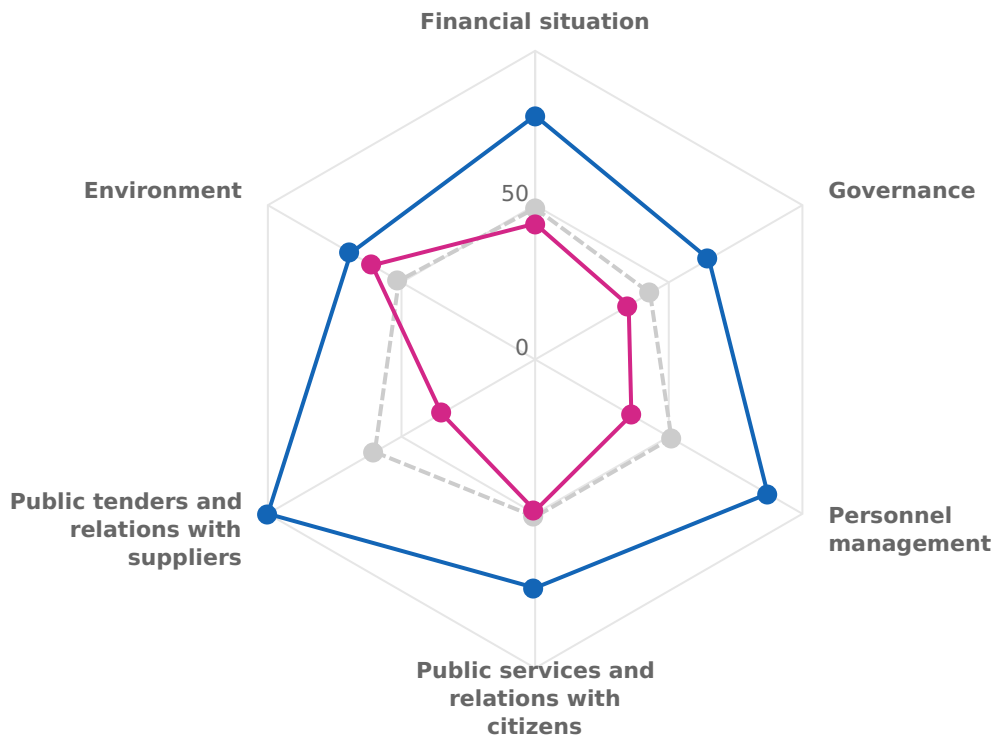 Financial situation
Environment
Governance
50
0
Public tenders and
relations with
suppliers
Personnel
management
Public services and
relations with
citizens